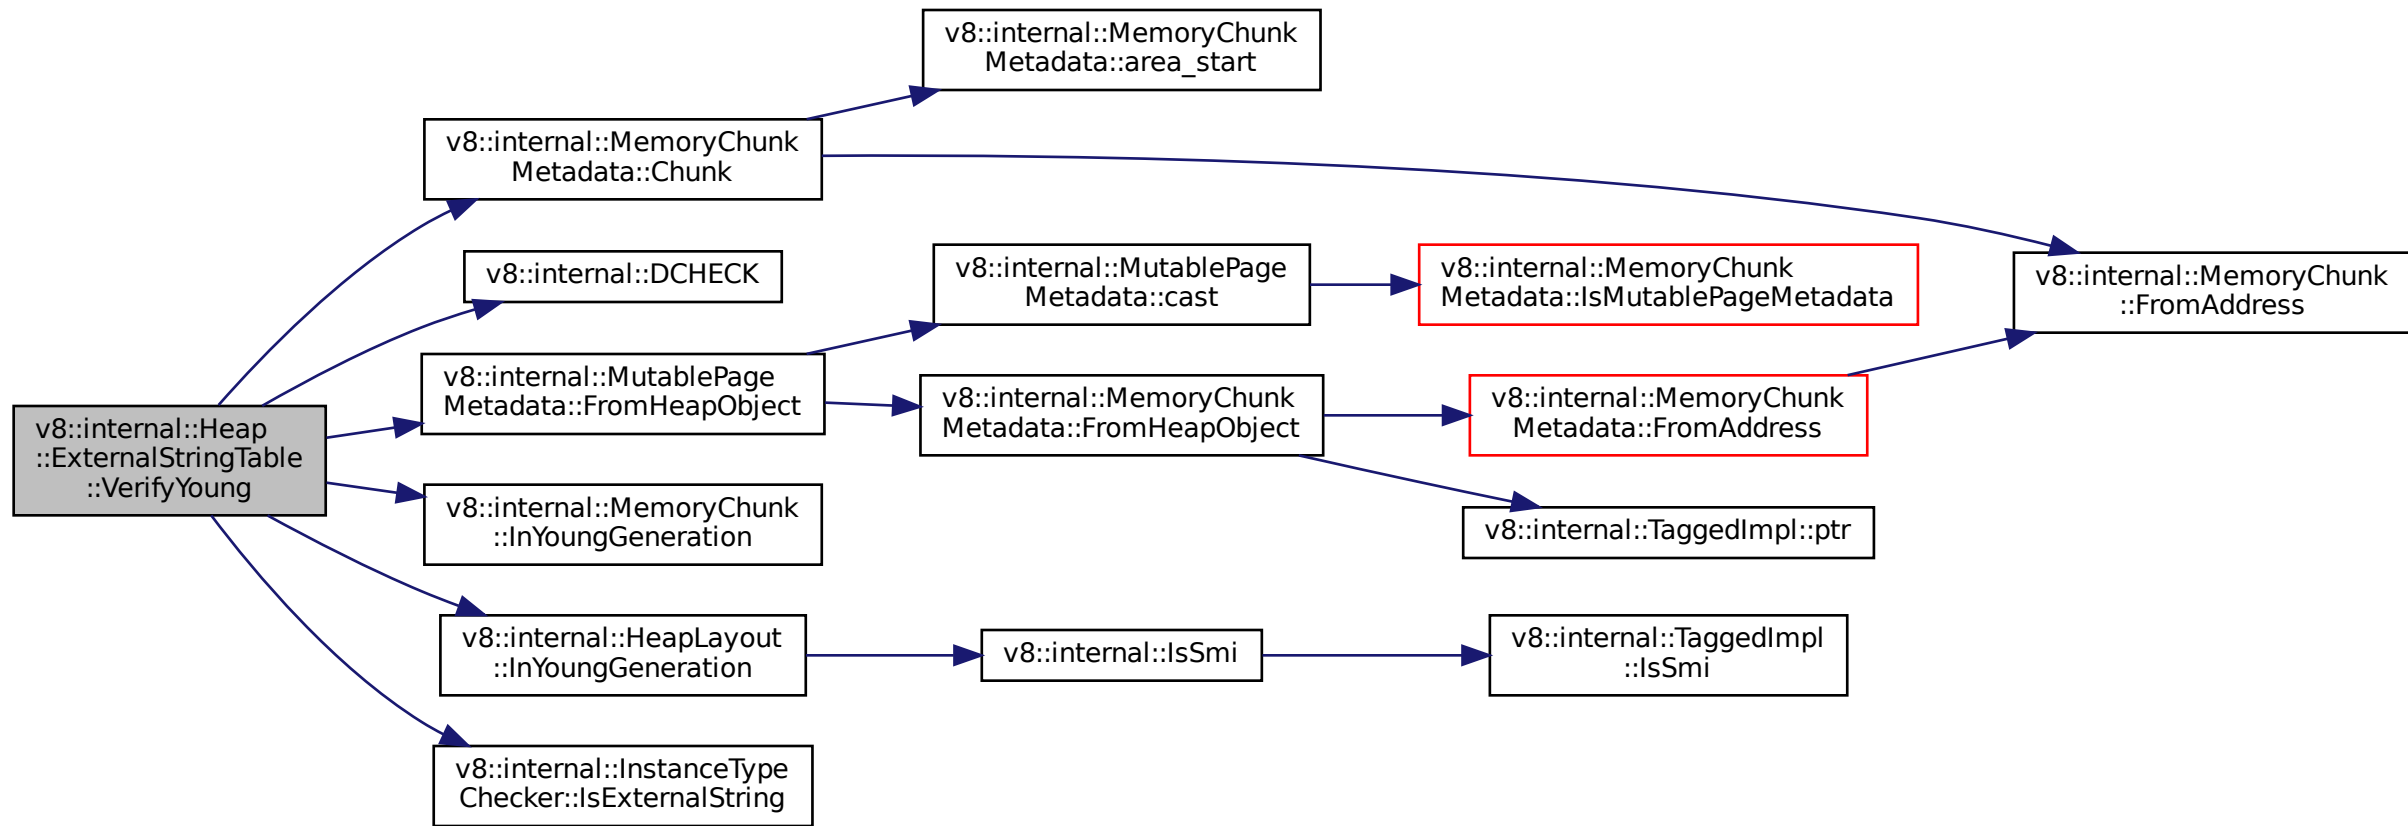 v8::internal::MemoryChunk
Metadata::area_start
v8::internal::MemoryChunk
Metadata::Chunk
v8::internal::DCHECK
v8::internal::MutablePage
Metadata::cast
v8::internal::MemoryChunk
Metadata::IsMutablePageMetadata
v8::internal::MemoryChunk
::FromAddress
v8::internal::MutablePage
Metadata::FromHeapObject
v8::internal::MemoryChunk
Metadata::FromHeapObject
v8::internal::MemoryChunk
Metadata::FromAddress
v8::internal::Heap
::ExternalStringTable
::VerifyYoung
v8::internal::MemoryChunk
::InYoungGeneration
v8::internal::TaggedImpl::ptr
v8::internal::HeapLayout
::InYoungGeneration
v8::internal::IsSmi
v8::internal::TaggedImpl
::IsSmi
v8::internal::InstanceType
Checker::IsExternalString